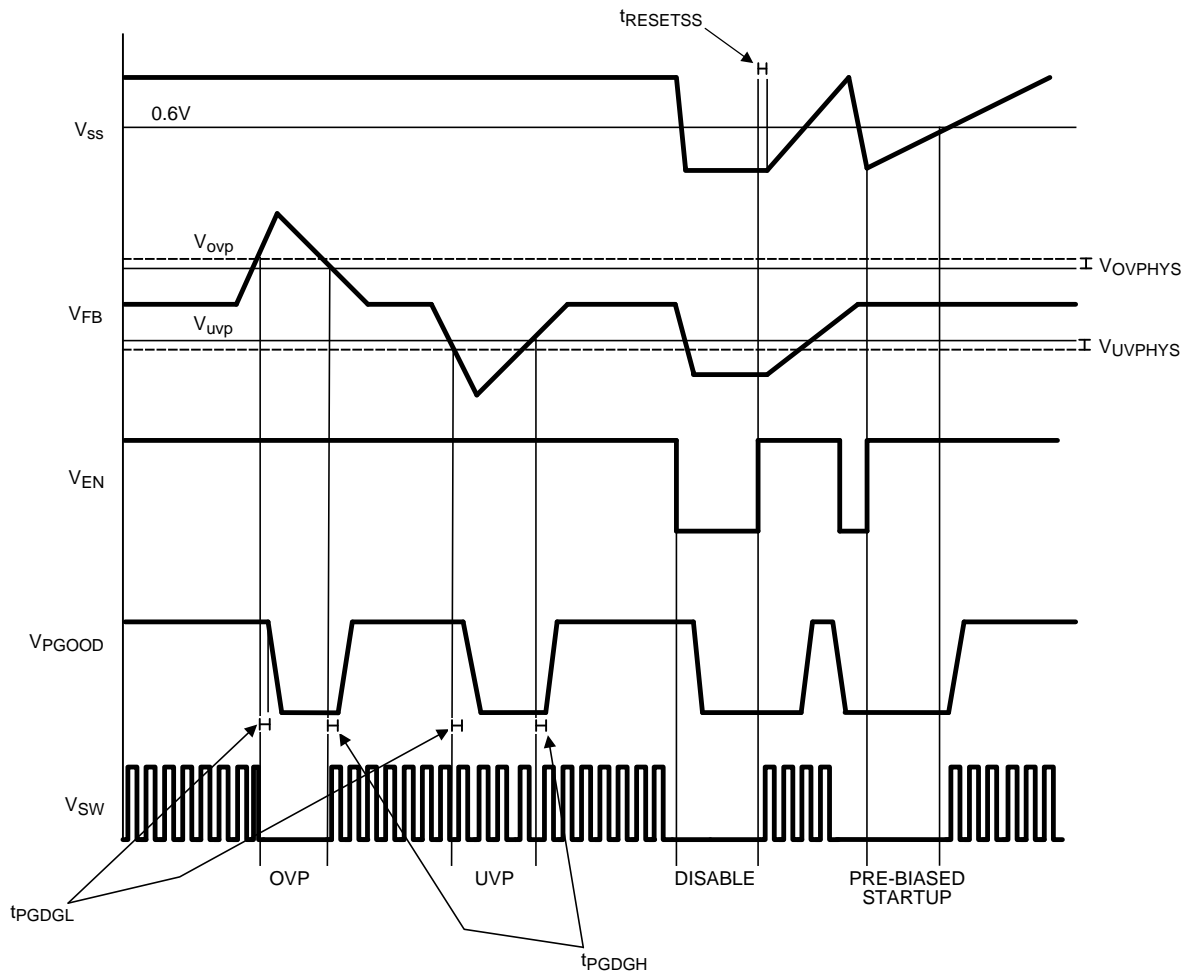 tRESETSS
0.6V
Vss
Vovp
VOVPHYS
VFB
Vuvp
VUVPHYS
VEN
VPGOOD
VSW
OVP
UVP
DISABLE
PRE-BIASED
STARTUP
tPGDGL
tPGDGH